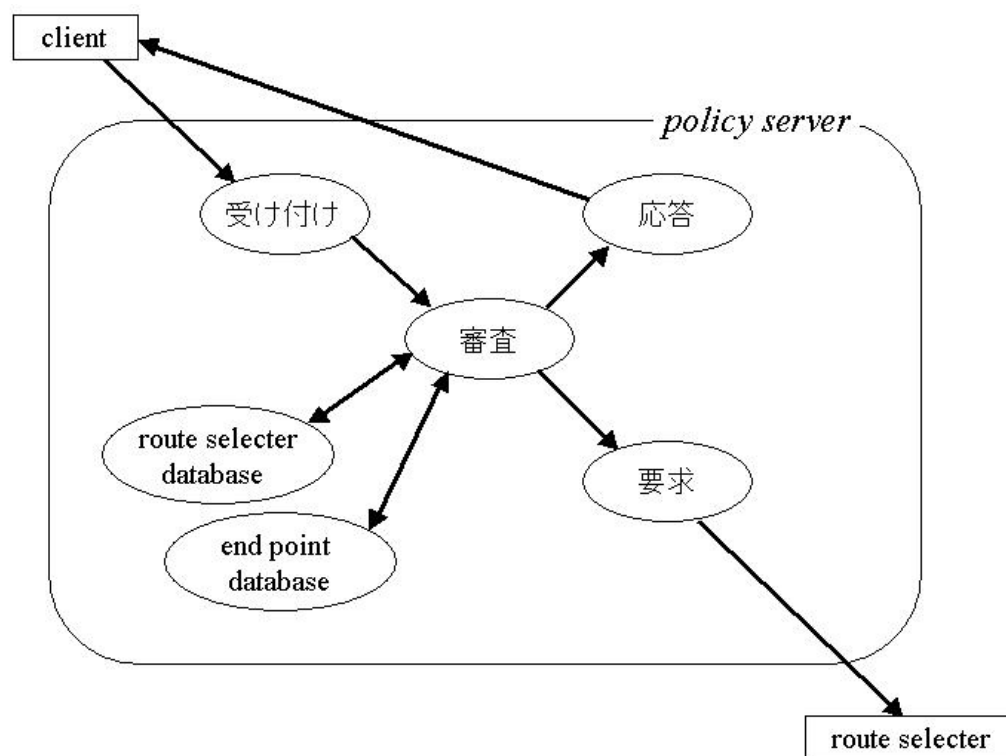 client
policy server
受け付け
応答
審査
route selecter
database
要求
end point
database
route selecter